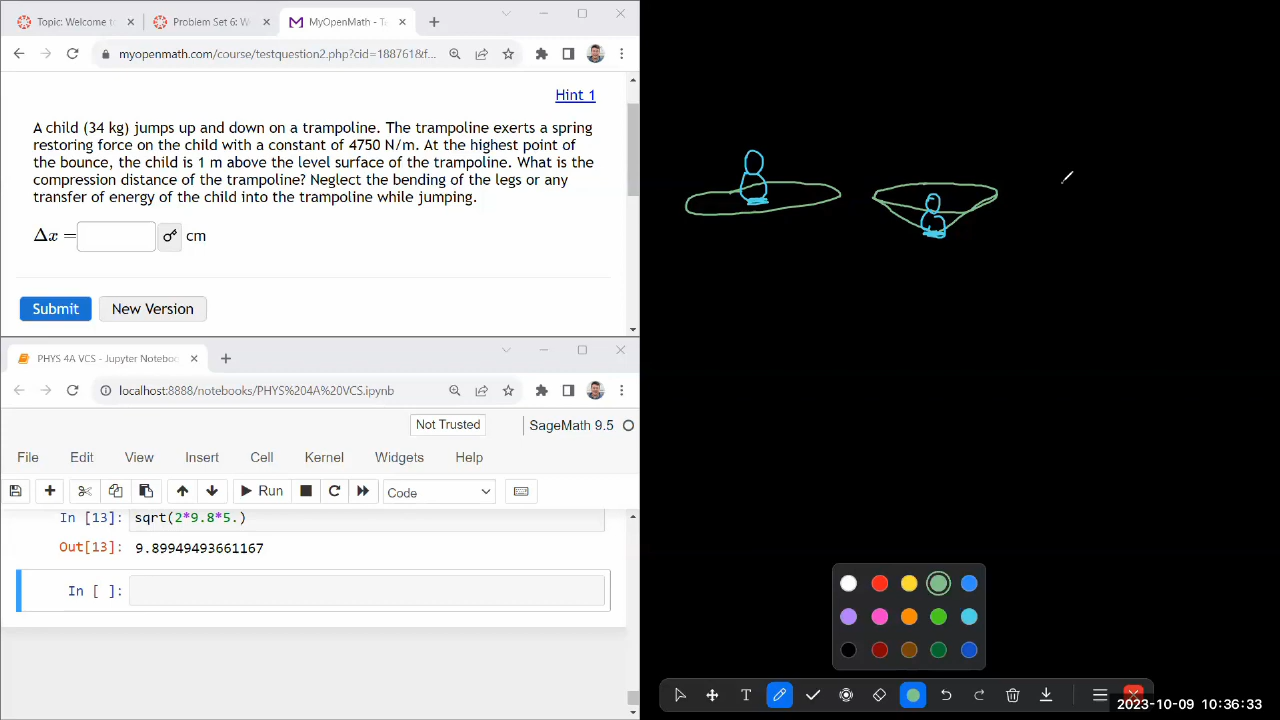 Topic: Welcome t
Problem Set 6: W
MyOpenMath - Ta
myopenmath.com/course/testquestion2.php?cid=188761&f...
Hint 1
A child (34 kg) jumps up and down on a trampoline. The trampoline exerts a spring
restoring force on the child with a constant of 4750 N/m. At the highest point of
the bounce, the child is 1 m above the level surface of the trampoline. What is the
compression distance of the trampoline? Neglect the bending of the legs or any
transfer of energy of the child into the trampoline while jumping.
Δx = cm
Submit New Version
PHYS 4A VCS - Jupyter Notebo
localhost:8888/notebooks/PHYS%204A%20VCS.ipynb
Not Trusted SageMath 9.5
File Edit View Insert Cell Kernel Widgets Help
Run Code
In [13]: sqrt(2*9.8*5.)
Out[13]: 9.89949493661167
In [ ]:
T
2023-10-09 10:36:33